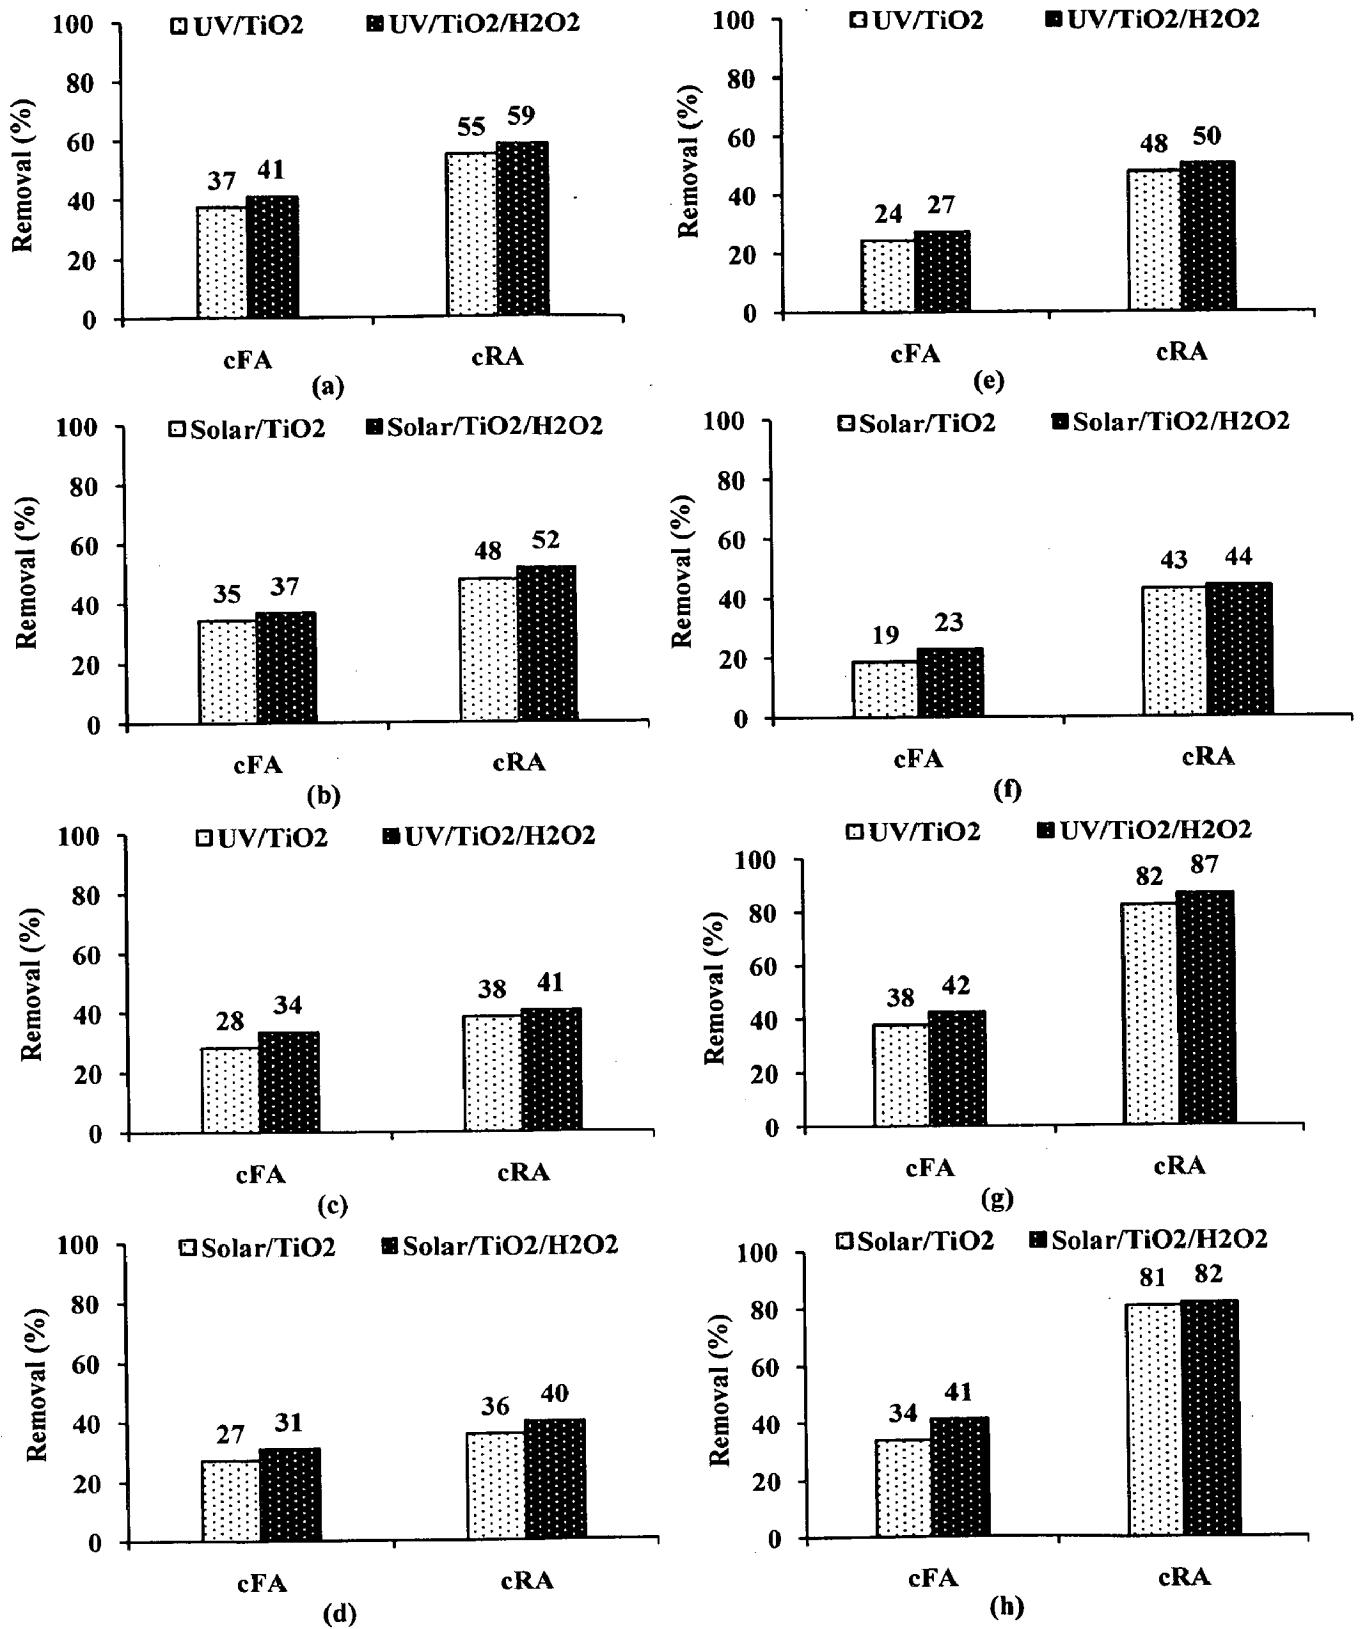 UV/TiO2 UV/TiO2/H2O2
100
80
60
40
20
0
Removal (%)
37 41 55 59
cFA cRA
(a)
Solar/TiO2 Solar/TiO2/H2O2
100
80
60
40
20
0
Removal (%)
35 37 48 52
cFA cRA
(b)
UV/TiO2 UV/TiO2/H2O2
100
80
60
40
20
0
Removal (%)
28 34 38 41
cFA cRA
(c)
Solar/TiO2 Solar/TiO2/H2O2
100
80
60
40
20
0
Removal (%)
27 31 36 40
cFA cRA
(d)
UV/TiO2 UV/TiO2/H2O2
100
80
60
40
20
0
Removal (%)
24 27 48 50
cFA cRA
(e)
Solar/TiO2 Solar/TiO2/H2O2
100
80
60
40
20
0
Removal (%)
19 23 43 44
cFA cRA
(f)
UV/TiO2 UV/TiO2/H2O2
100
80
60
40
20
0
Removal (%)
38 42 82 87
cFA cRA
(g)
Solar/TiO2 Solar/TiO2/H2O2
100
80
60
40
20
0
Removal (%)
34 41 81 82
cFA cRA
(h)